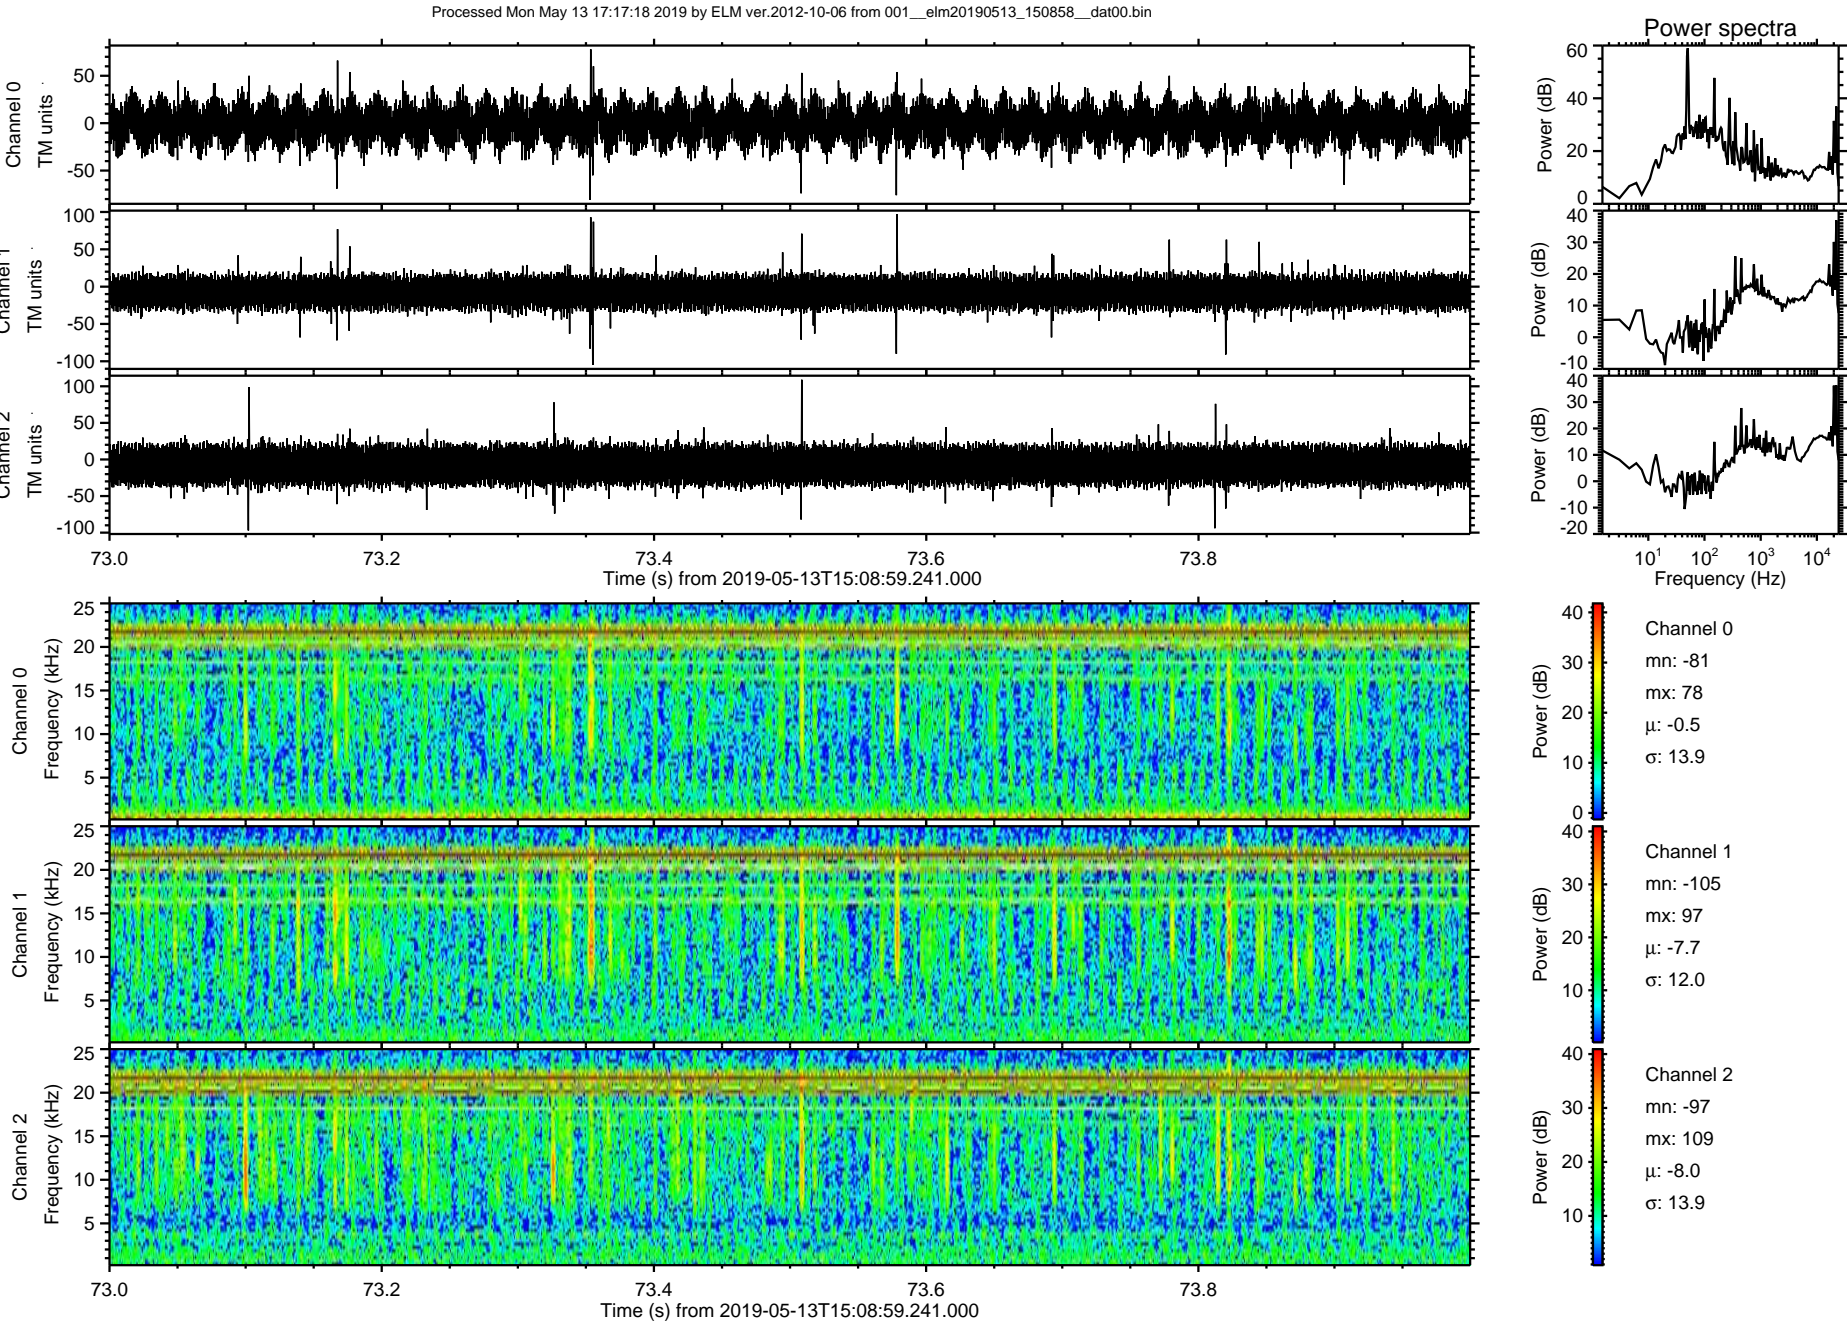 Processed Mon May 13 17:17:18 2019 by ELM ver.2012-10-06 from 001__elm20190513_150858__dat00.bin
Power spectra
Channel 0
TM units
50
0
-50
Power (dB)
60
40
20
0
Channel 1
TM units
100
50
0
-50
-100
Power (dB)
40
30
20
10
0
-10
Channel 2
TM units
100
50
0
-50
-100
Power (dB)
40
30
20
10
0
-10
-20
73.0 73.2 73.4 73.6 73.8
Time (s) from 2019-05-13T15:08:59.241.000
10¹ 10² 10³ 10⁴
Frequency (Hz)
Channel 0
Frequency (kHz)
25
20
15
10
5
Power (dB)
40
30
20
10
0
Channel 0
mn: -81
mx: 78
μ: -0.5
σ: 13.9
Channel 1
Frequency (kHz)
25
20
15
10
5
Power (dB)
40
30
20
10
Channel 1
mn: -105
mx: 97
μ: -7.7
σ: 12.0
Channel 2
Frequency (kHz)
25
20
15
10
5
Power (dB)
40
30
20
10
Channel 2
mn: -97
mx: 109
μ: -8.0
σ: 13.9
73.0 73.2 73.4 73.6 73.8
Time (s) from 2019-05-13T15:08:59.241.000